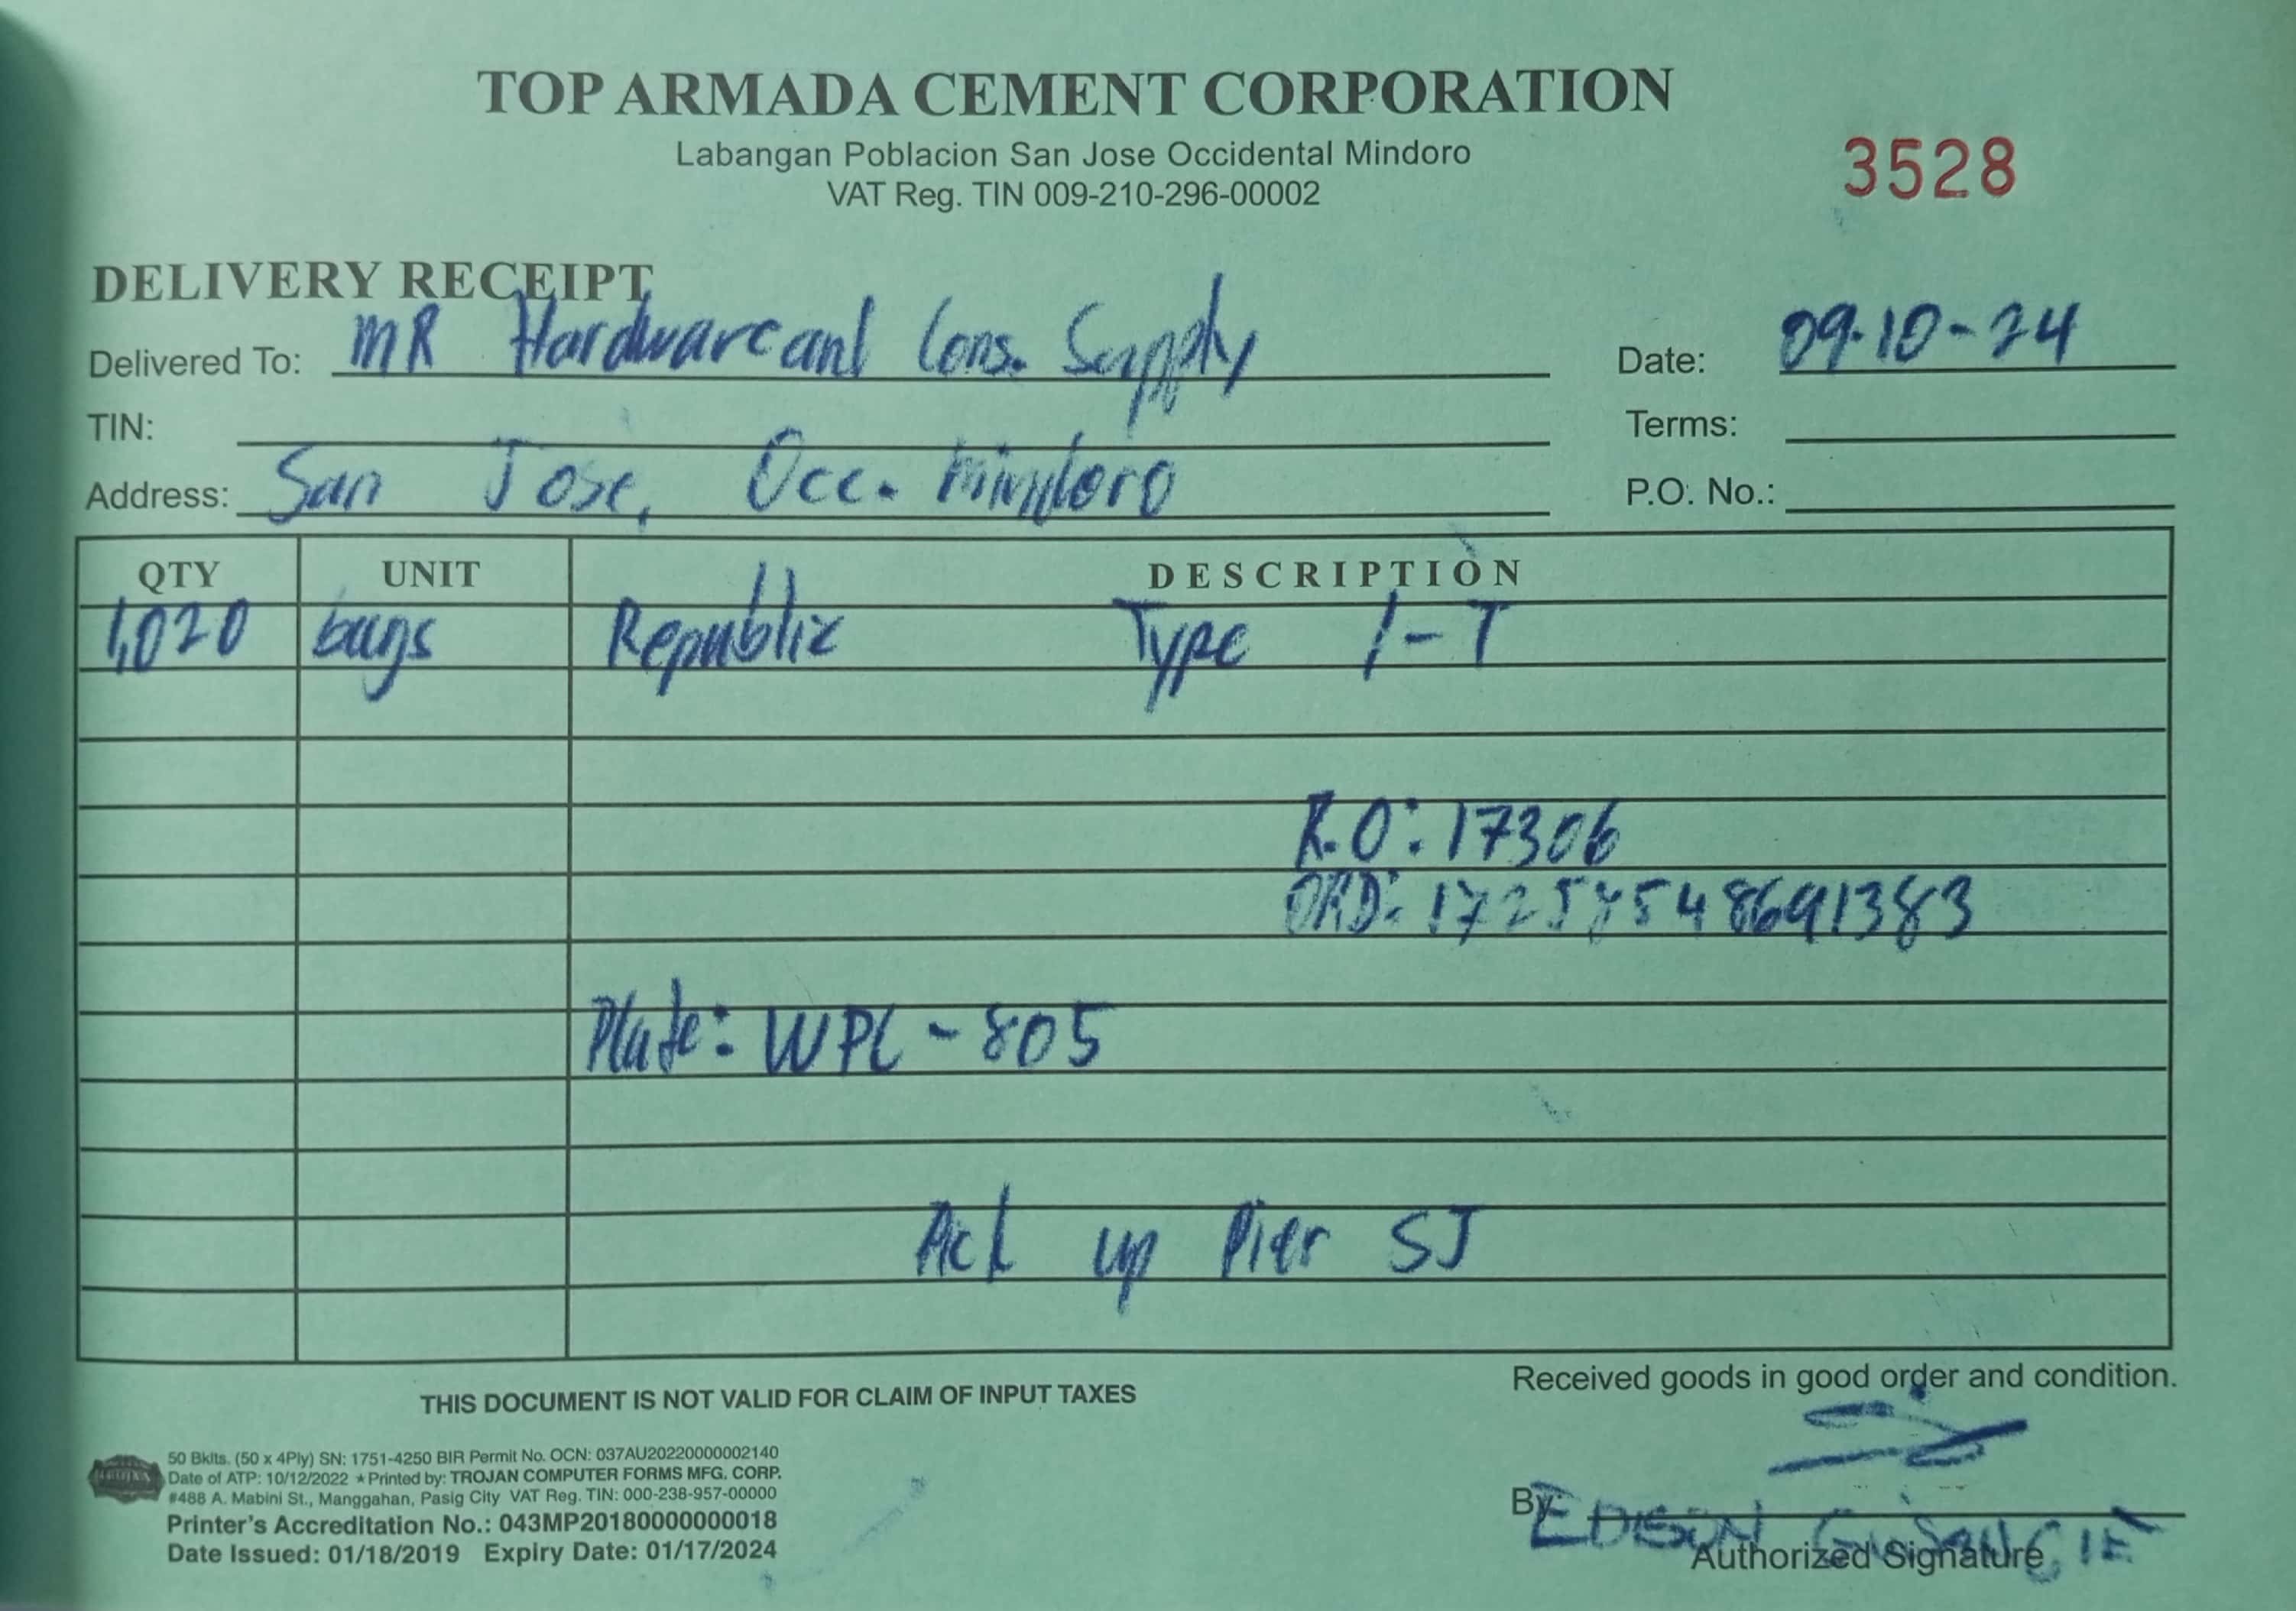 TOP ARMADA CEMENT CORPORATION
Labangan Poblacion San Jose Occidental Mindoro
VAT Reg. TIN 009-210-296-00002
3528
DELIVERY RECEIPT
Delivered To: MR Hardware and Cons. Supply
Date: 09-10-24
TIN:
Terms:
Address: San Jose, Occ. Mindoro
P.O. No.:
QTY UNIT DESCRIPTION
1,020 bags Republic Type 1-T
R.O: 17306
ORD: 17258548691383
Plate: WPL-805
Pick up Pier SJ
THIS DOCUMENT IS NOT VALID FOR CLAIM OF INPUT TAXES
Received goods in good order and condition.
50 Bklts. (50 x 4Ply) SN: 1751-4250 BIR Permit No. OCN: 037AU20220000002140
Date of ATP: 10/12/2022 ★ Printed by: TROJAN COMPUTER FORMS MFG. CORP.
#488 A. Mabini St., Manggahan, Pasig City VAT Reg. TIN: 000-238-957-00000
Printer's Accreditation No.: 043MP20180000000018
Date Issued: 01/18/2019 Expiry Date: 01/17/2024
By: EDISON
Authorized Signature